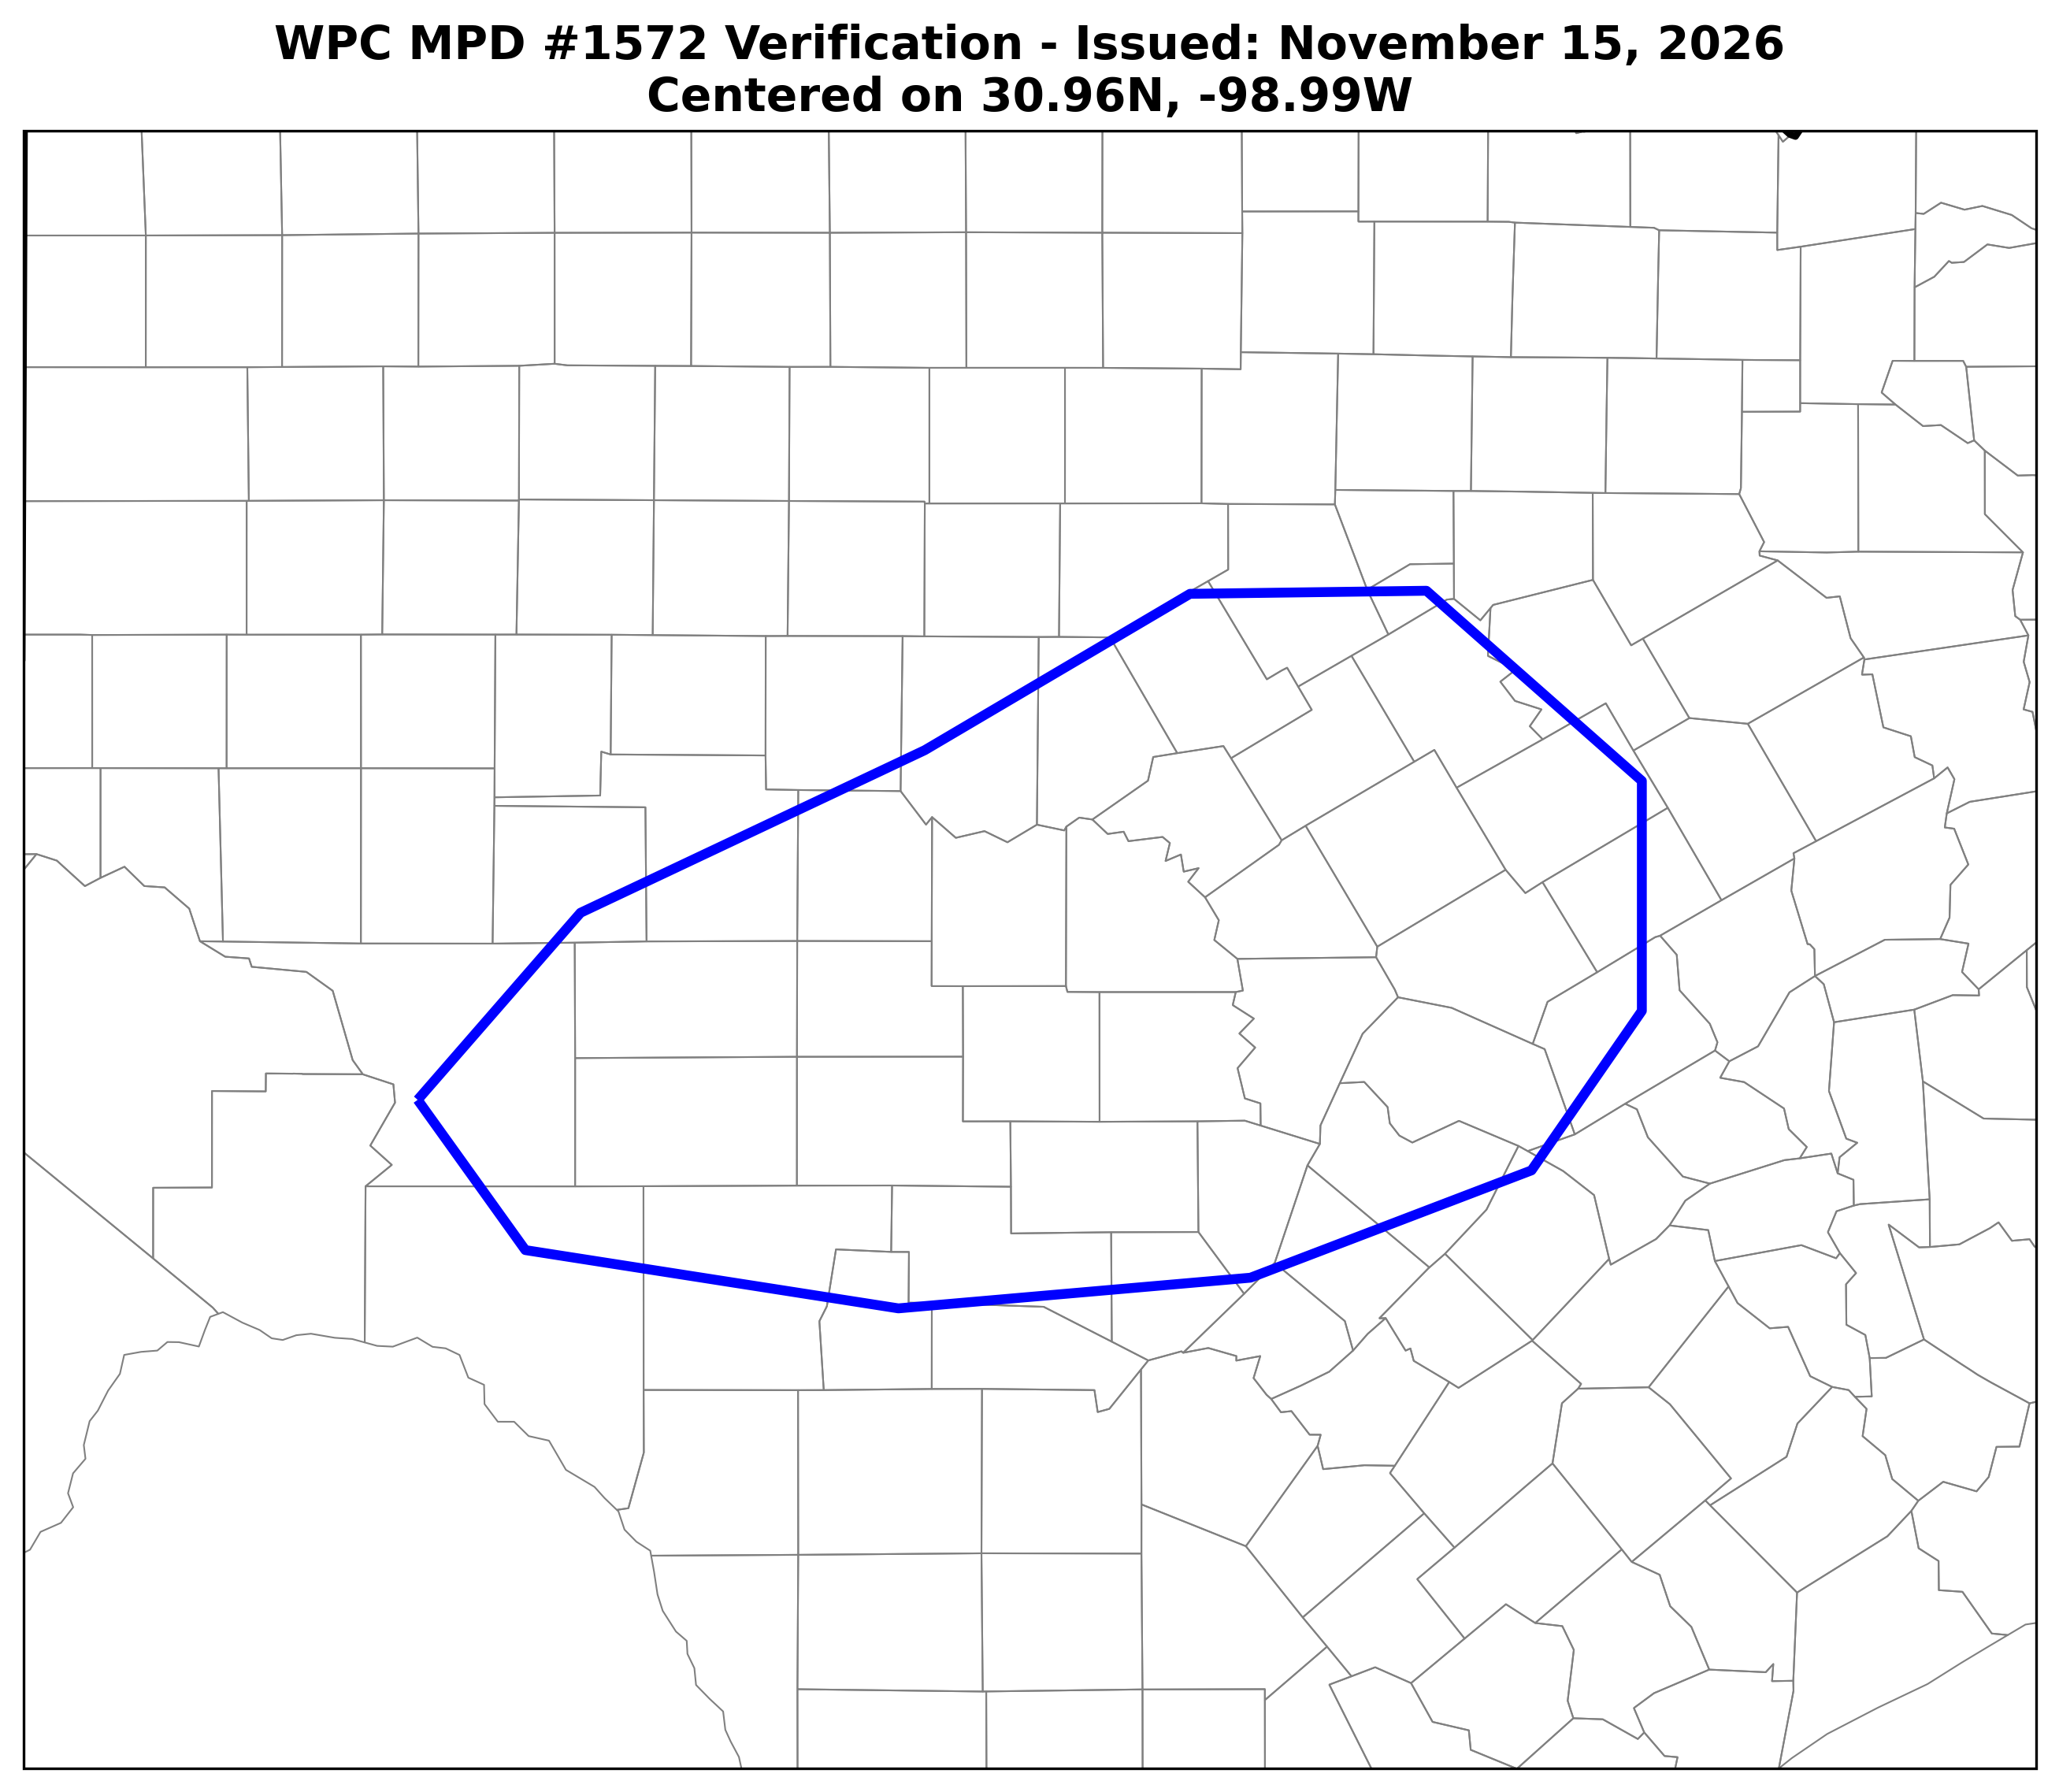 WPC MPD #1572 Verification - Issued: November 15, 2026
Centered on 30.96N, -98.99W